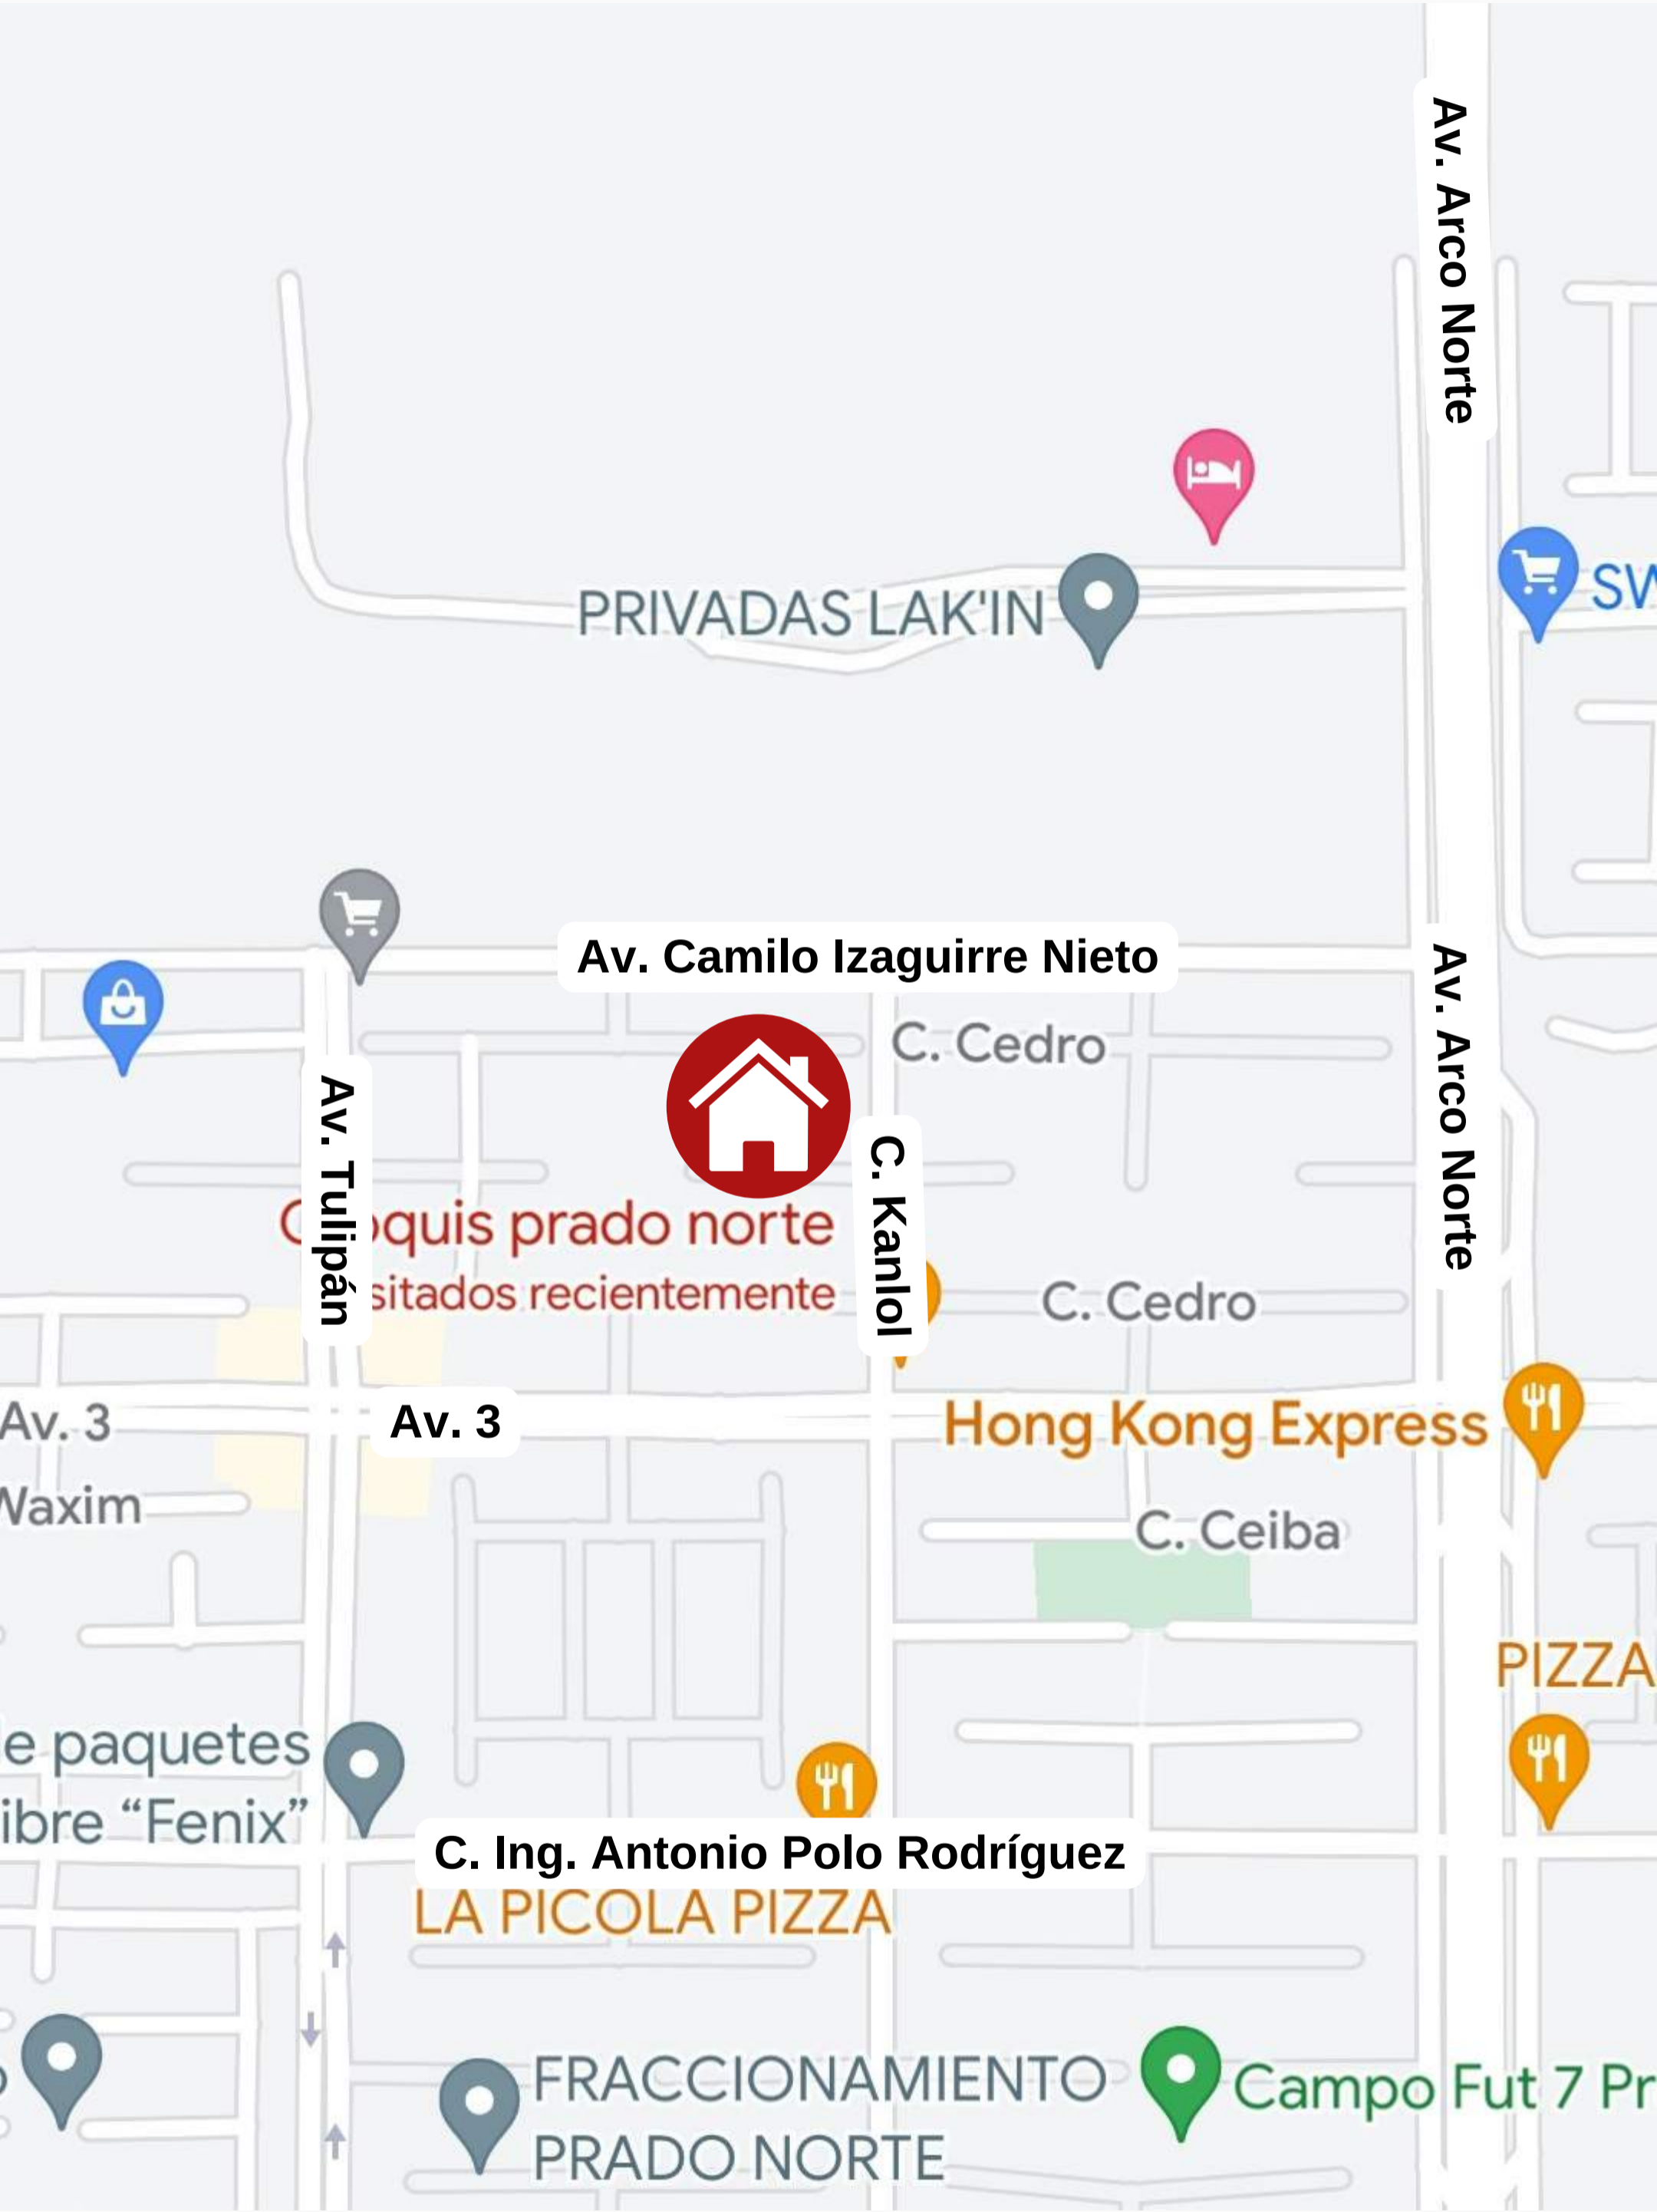 Av. Arco Norte
PRIVADAS LAK'IN
SW
Av. Camilo Izaguirre Nieto
C. Cedro
Av. Arco Norte
Av. Tulipán
C. Kanlol
quis prado norte
sitados recientemente
C. Cedro
Av. 3
Av. 3
Hong Kong Express
Waxim
C. Ceiba
PIZZA
e paquetes
ibre “Fenix”
C. Ing. Antonio Polo Rodríguez
LA PICOLA PIZZA
FRACCIONAMIENTO
PRADO NORTE
Campo Fut 7 Pr